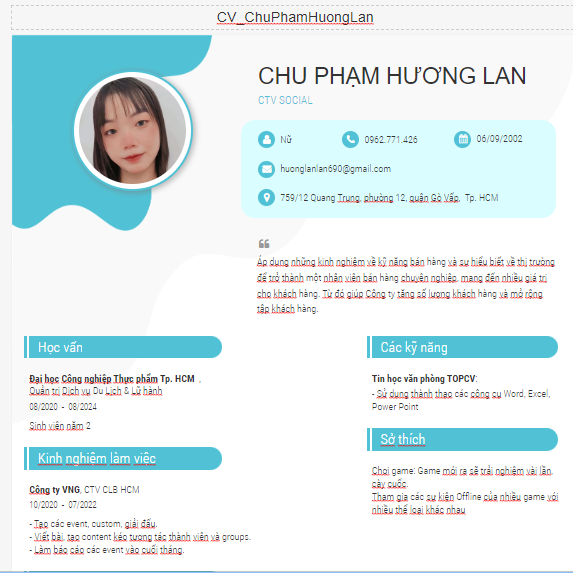 CV_ChuPhamHuongLan
CHU PHẠM HƯƠNG LAN
CTV SOCIAL
Nữ
0962.771.426
06/09/2002
huonglanlan690@gmail.com
759/12 Quang Trung, phường 12, quận Gò Vấp, Tp. HCM
“
Áp dụng những kinh nghiệm về kỹ năng bán hàng và sự hiểu biết về thị trường
để trở thành một nhân viên bán hàng chuyên nghiệp, mang đến nhiều giá trị
cho khách hàng. Từ đó giúp Công ty tăng số lượng khách hàng và mở rộng
tập khách hàng.
Học vấn
Đại học Công nghiệp Thực phẩm Tp. HCM ,
Quản trị Dịch vụ Du Lịch & Lữ hành
08/2020 - 08/2024
Sinh viên năm 2
Kinh nghiệm làm việc
Công ty VNG, CTV CLB HCM
10/2020 - 07/2022
- Tạo các event, custom, giải đấu.
- Viết bài, tạo content kéo tương tác thành viên và groups.
- Làm báo cáo các event vào cuối tháng.
Các kỹ năng
Tin học văn phòng TOPCV:
- Sử dụng thành thạo các công cụ Word, Excel,
Power Point
Sở thích
Chơi game: Game mới ra sẽ trải nghiệm vài lần,
cày cuốc.
Tham gia các sự kiện Offline của nhiều game với
nhiều thể loại khác nhau